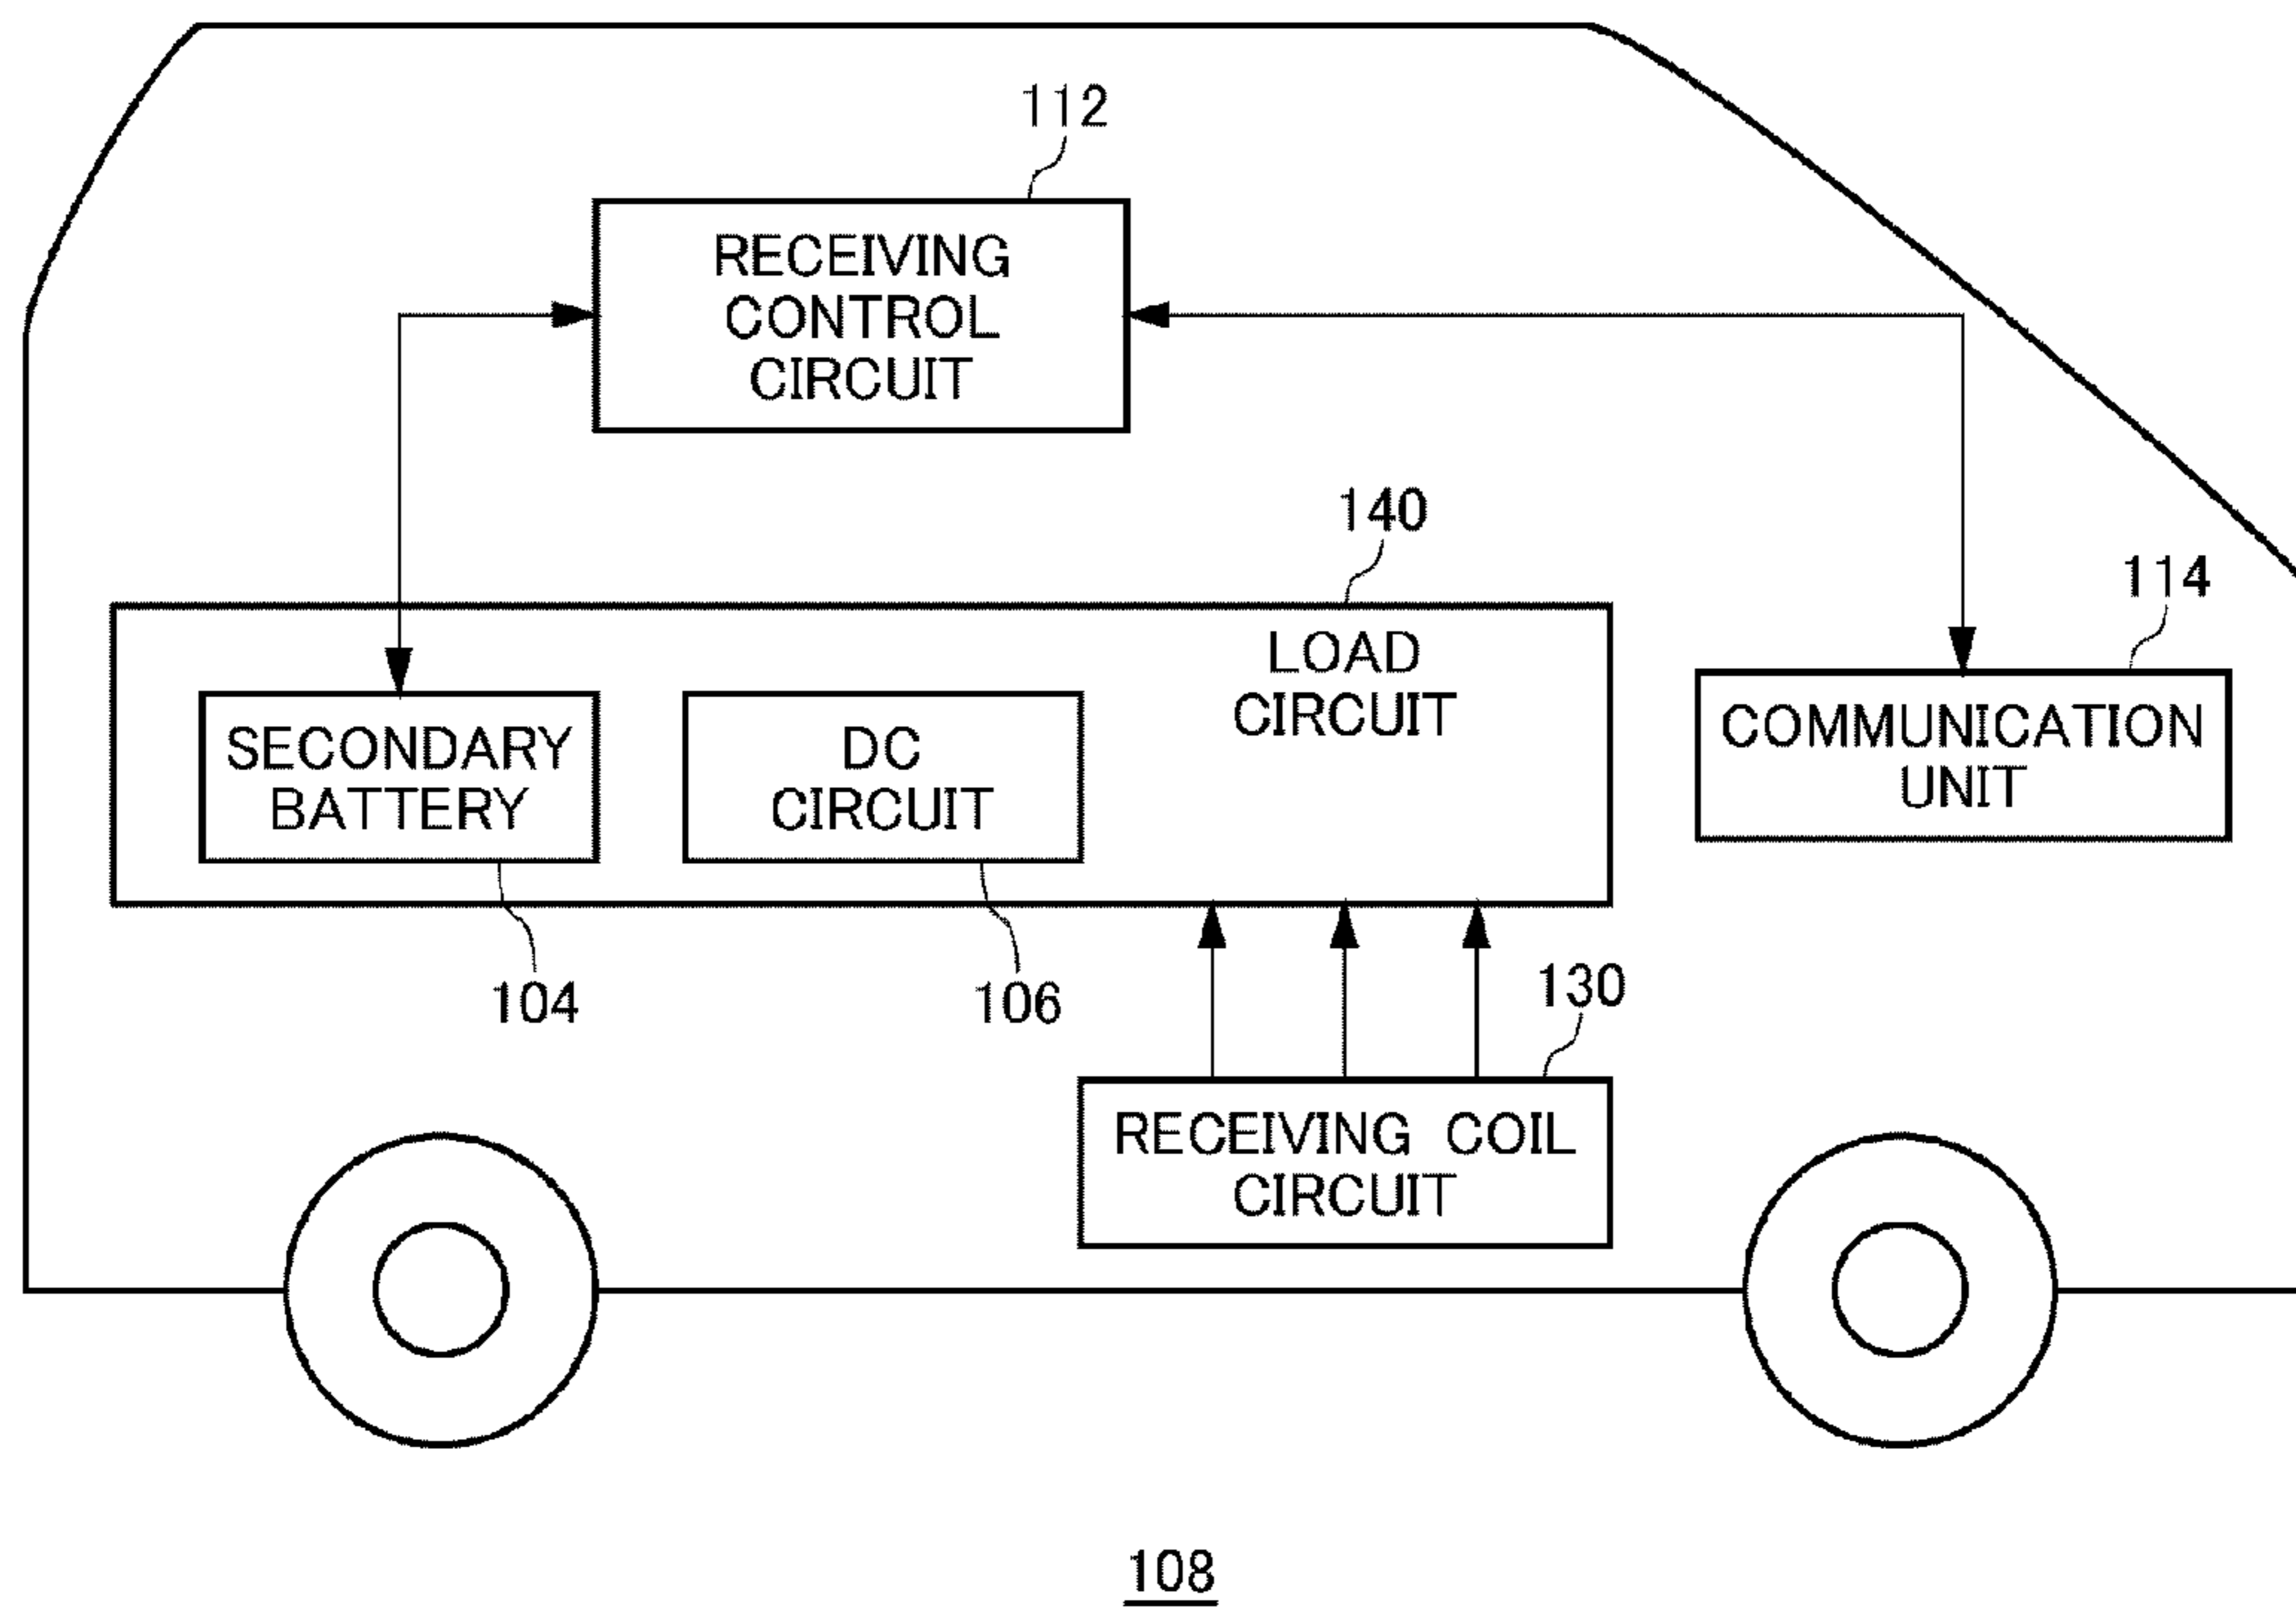 112
RECEIVING
CONTROL
CIRCUIT
140
LOAD
CIRCUIT
114
COMMUNICATION
UNIT
SECONDARY
BATTERY
DC
CIRCUIT
104
106
130
RECEIVING COIL
CIRCUIT
108